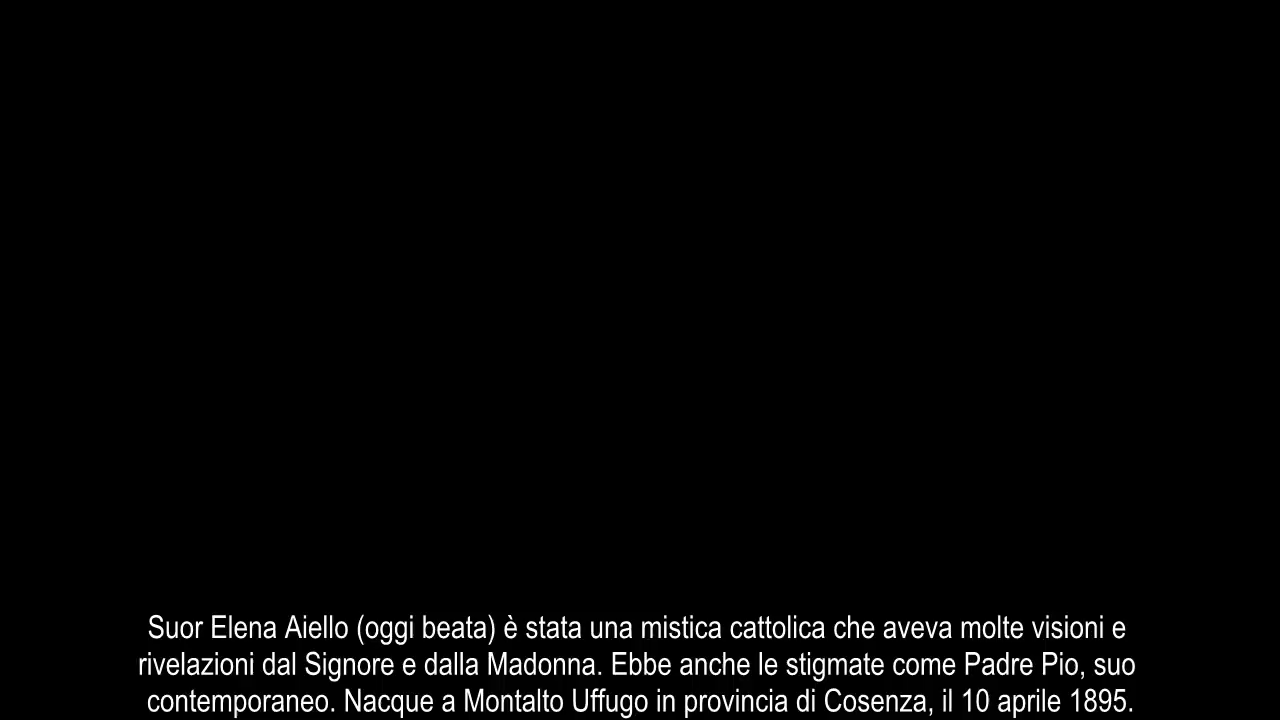 Suor Elena Aiello (oggi beata) è stata una mistica cattolica che aveva molte visioni e
rivelazioni dal Signore e dalla Madonna. Ebbe anche le stigmate come Padre Pio, suo
contemporaneo. Nacque a Montalto Uffugo in provincia di Cosenza, il 10 aprile 1895.